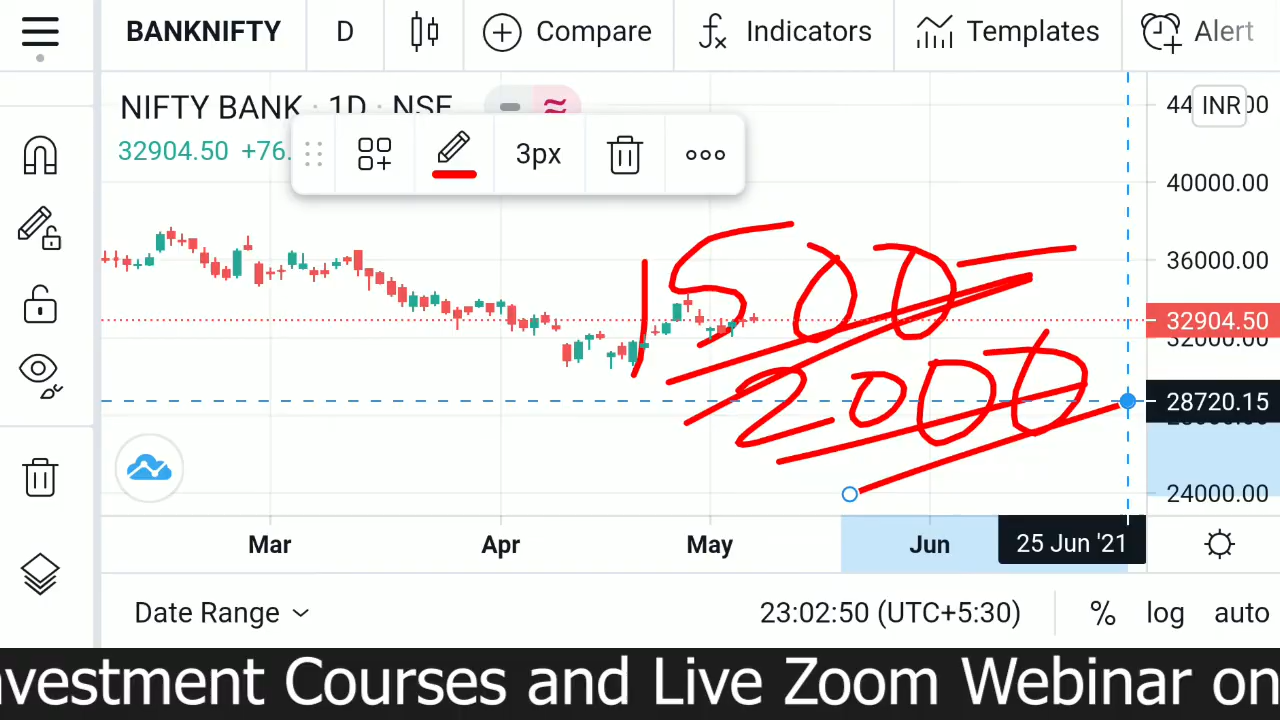 BANKNIFTY D Compare Indicators Templates Alert
NIFTY BANK · 1D · NSE
INR
32904.50 +76.
3px
40000.00
36000.00
1500
32904.50
32000.00
2000
28720.15
24000.00
Mar Apr May Jun 25 Jun '21
Date Range 23:02:50 (UTC+5:30) % log auto
nvestment Courses and Live Zoom Webinar on